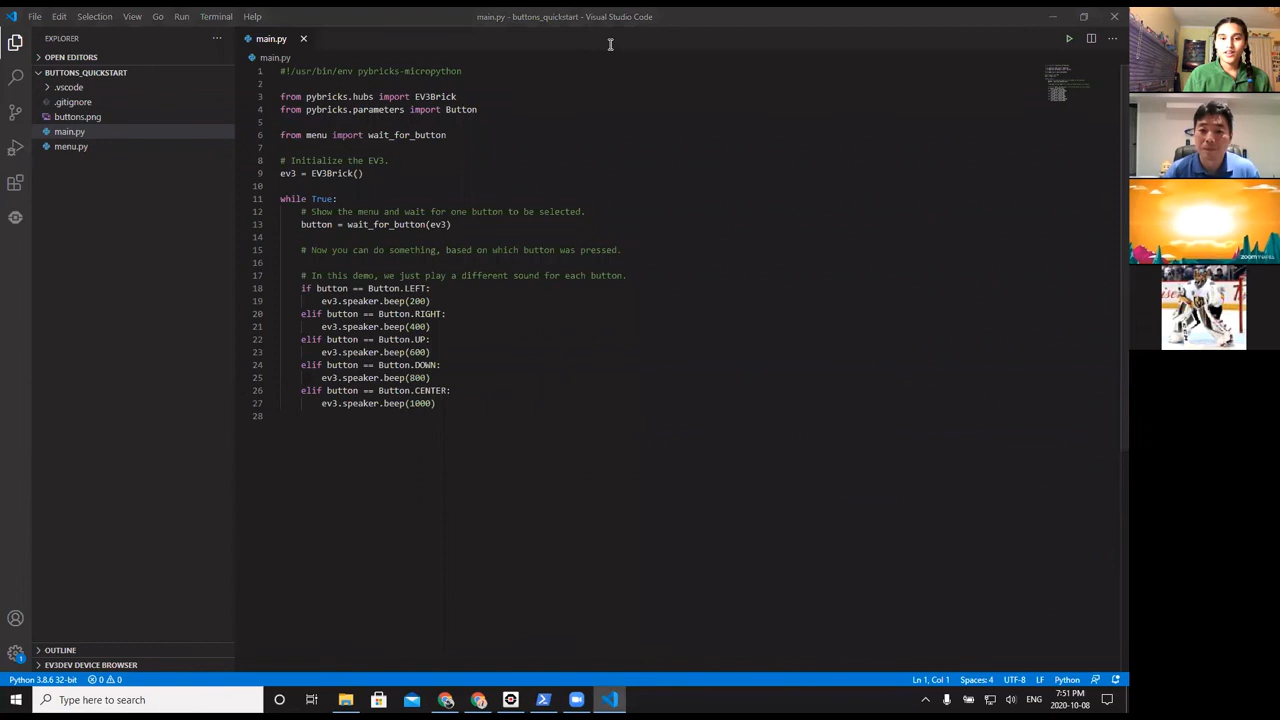 File Edit Selection View Go Run Terminal Help
main.py - buttons_quickstart - Visual Studio Code
EXPLORER
OPEN EDITORS
BUTTONS_QUICKSTART
.vscode
.gitignore
buttons.png
main.py
menu.py
OUTLINE
EV3DEV DEVICE BROWSER
main.py
main.py
1 #!/usr/bin/env pybricks-micropython
2
3 from pybricks.hubs import EV3Brick
4 from pybricks.parameters import Button
5
6 from menu import wait_for_button
7
8 # Initialize the EV3.
9 ev3 = EV3Brick()
10
11 while True:
12 # Show the menu and wait for one button to be selected.
13 button = wait_for_button(ev3)
14
15 # Now you can do something, based on which button was pressed.
16
17 # In this demo, we just play a different sound for each button.
18 if button == Button.LEFT:
19 ev3.speaker.beep(200)
20 elif button == Button.RIGHT:
21 ev3.speaker.beep(400)
22 elif button == Button.UP:
23 ev3.speaker.beep(600)
24 elif button == Button.DOWN:
25 ev3.speaker.beep(800)
26 elif button == Button.CENTER:
27 ev3.speaker.beep(1000)
28
Python 3.8.6 32-bit 0 0
Ln 1, Col 1 Spaces: 4 UTF-8 LF Python
Type here to search
ENG
7:51 PM
2020-10-08